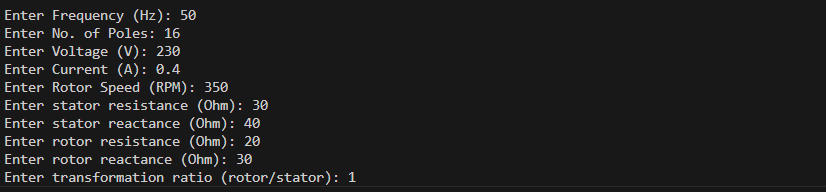 Enter Frequency (Hz): 50
Enter No. of Poles: 16
Enter Voltage (V): 230
Enter Current (A): 0.4
Enter Rotor Speed (RPM): 350
Enter stator resistance (Ohm): 30
Enter stator reactance (Ohm): 40
Enter rotor resistance (Ohm): 20
Enter rotor reactance (Ohm): 30
Enter transformation ratio (rotor/stator): 1